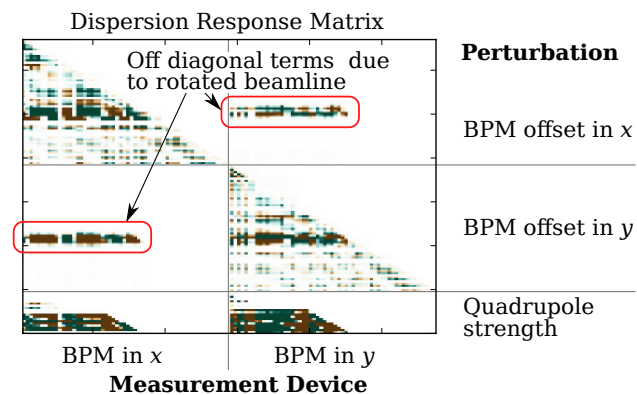 Dispersion Response Matrix
Off diagonal terms due
to rotated beamline
Perturbation
BPM offset in x
BPM offset in y
Quadrupole
strength
BPM in x
BPM in y
Measurement Device